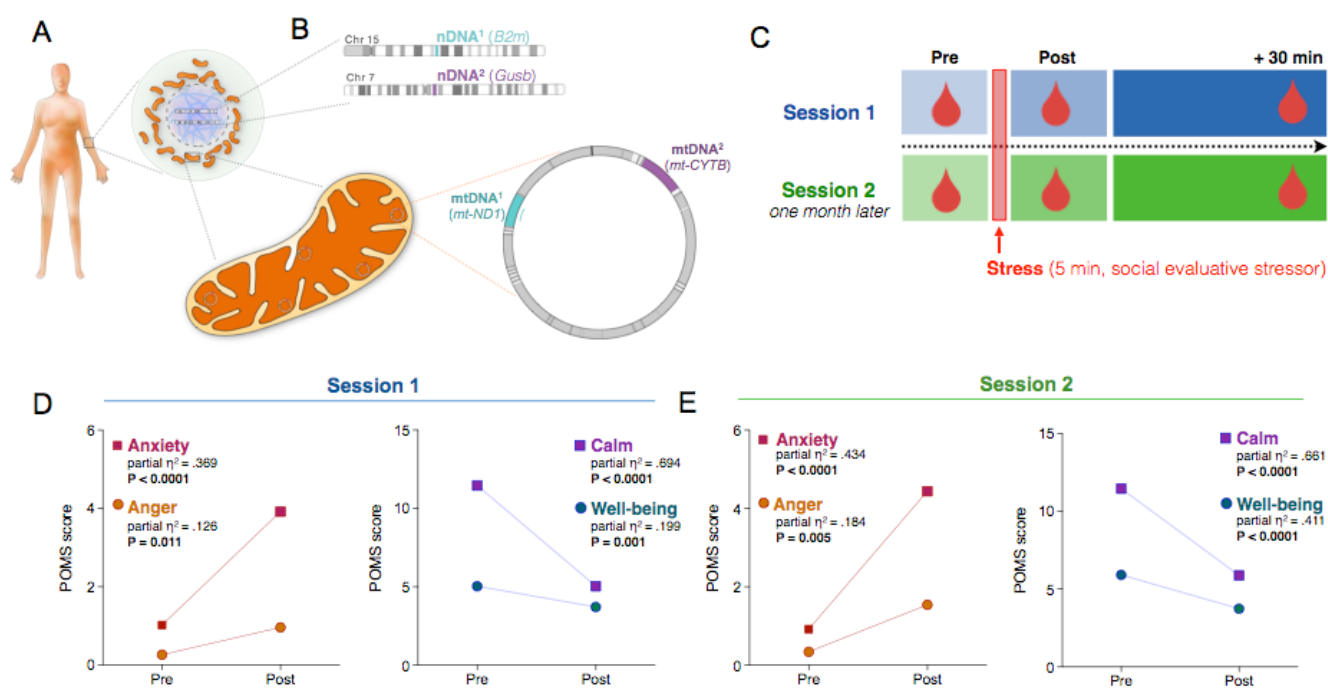 A
B
Chr 15
nDNA¹ (B2m)
Chr 7
nDNA² (Gusb)
mtDNA²
(mt-CYTB)
mtDNA¹
(mt-ND1)
C
Pre
Post
+ 30 min
Session 1
Session 2
one month later
Stress (5 min, social evaluative stressor)
Session 1
D
POMS score
6
4
2
0
Anxiety
partial η² = .369
P < 0.0001
Anger
partial η² = .126
P = 0.011
Pre
Post
POMS score
15
10
5
0
Calm
partial η² = .694
P < 0.0001
Well-being
partial η² = .199
P = 0.001
Pre
Post
Session 2
E
POMS score
6
4
2
0
Anxiety
partial η² = .434
P < 0.0001
Anger
partial η² = .184
P = 0.005
Pre
Post
POMS score
15
10
5
0
Calm
partial η² = .661
P < 0.0001
Well-being
partial η² = .411
P < 0.0001
Pre
Post